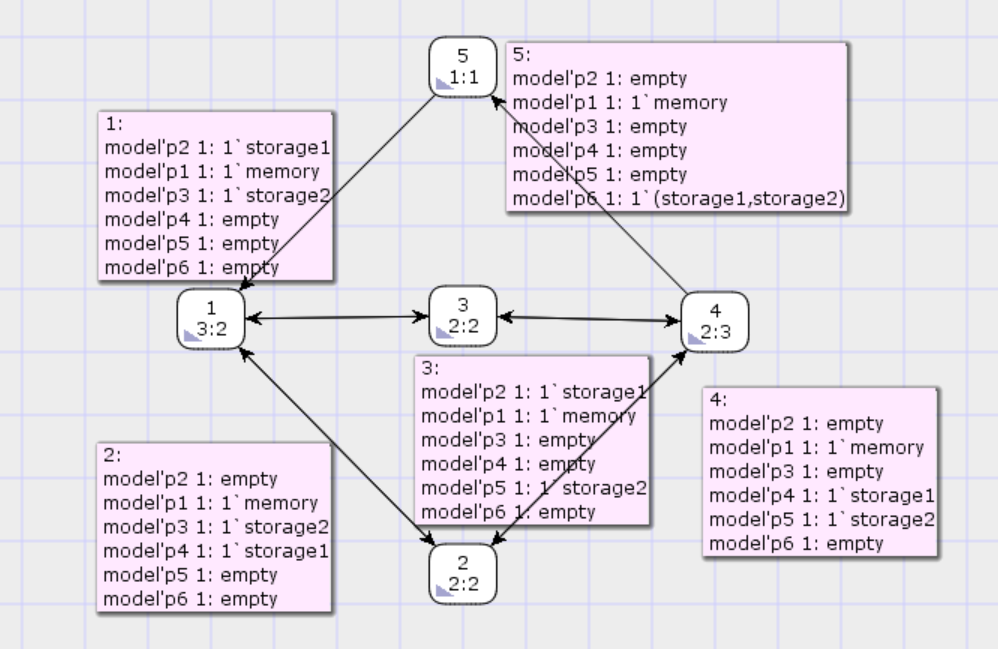 5
1:1
5:
model'p2 1: empty
model'p1 1: 1`memory
model'p3 1: empty
model'p4 1: empty
model'p5 1: empty
model'p6 1: 1`(storage1,storage2)
1:
model'p2 1: 1`storage1
model'p1 1: 1`memory
model'p3 1: 1`storage2
model'p4 1: empty
model'p5 1: empty
model'p6 1: empty
1
3:2
3
2:2
4
2:3
3:
model'p2 1: 1`storage1
model'p1 1: 1`memory
model'p3 1: empty
model'p4 1: empty
model'p5 1: 1`storage2
model'p6 1: empty
4:
model'p2 1: empty
model'p1 1: 1`memory
model'p3 1: empty
model'p4 1: 1`storage1
model'p5 1: 1`storage2
model'p6 1: empty
2:
model'p2 1: empty
model'p1 1: 1`memory
model'p3 1: 1`storage2
model'p4 1: 1`storage1
model'p5 1: empty
model'p6 1: empty
2
2:2